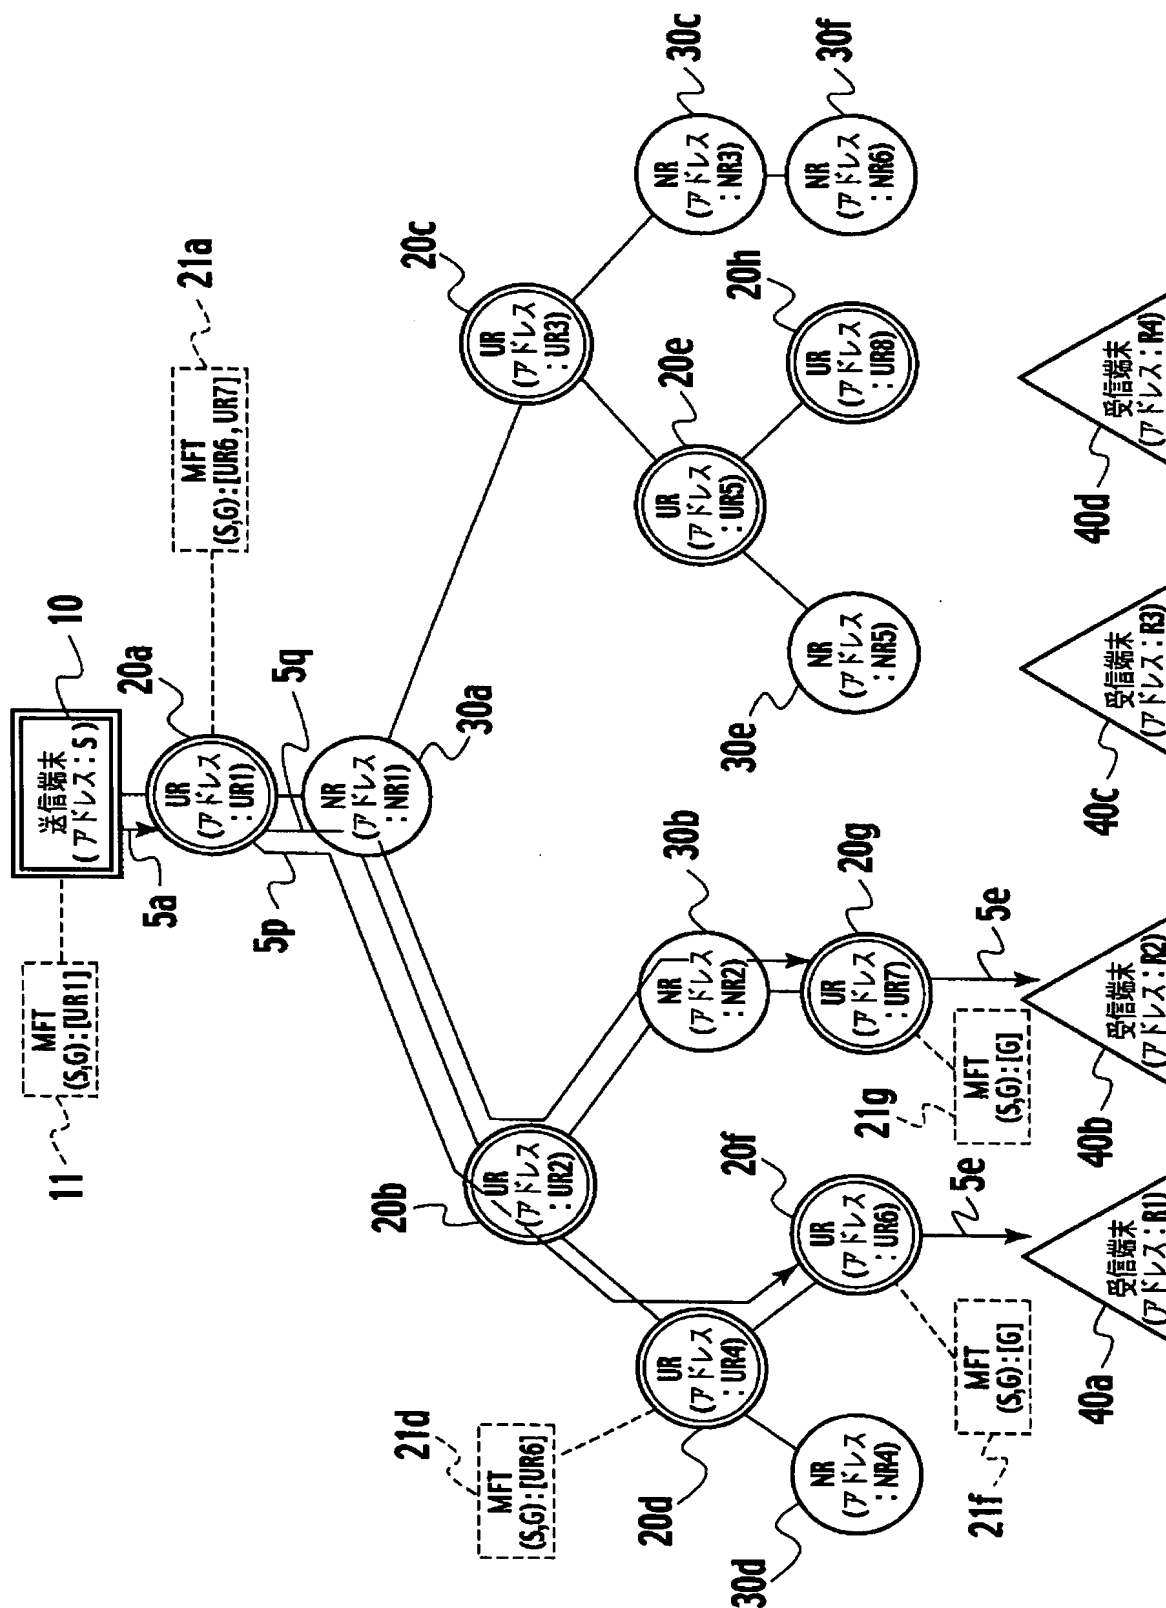 MFT
(S,G):[UR1]
11
送信端末
(アドレス:S)
10
5a
UR
(アドレス
:UR1)
20a
MFT
(S,G):[UR6,UR7]
21a
5p
5q
NR
(アドレス
:NR1)
30a
20b
UR
(アドレス
:UR2)
UR
(アドレス
:UR3)
20c
21d
MFT
(S,G):[UR6]
20d
UR
(アドレス
:UR4)
NR
(アドレス
:NR2)
30b
UR
(アドレス
:UR5)
20e
NR
(アドレス
:NR3)
30c
30d
NR
(アドレス
:NR4)
UR
(アドレス
:UR6)
20f
21g
UR
(アドレス
:UR7)
20g
30e
NR
(アドレス
:NR5)
UR
(アドレス
:UR8)
20h
NR
(アドレス
:NR6)
30f
21f
MFT
(S,G):[G]
5e
MFT
(S,G):[G]
5e
40a
受信端末
(アドレス:R1)
40b
受信端末
(アドレス:R2)
40c
受信端末
(アドレス:R3)
40d
受信端末
(アドレス:R4)